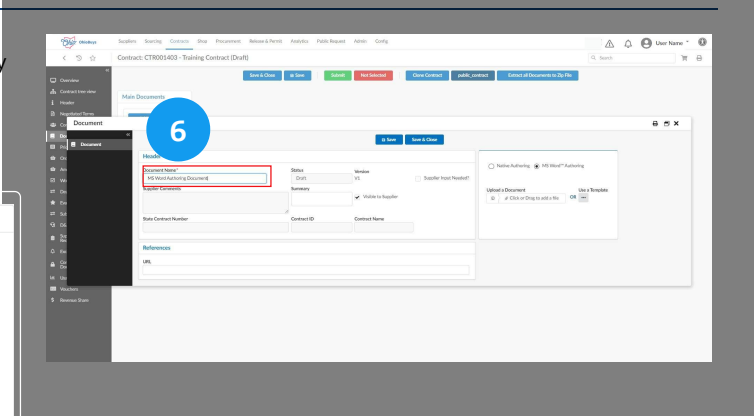 y
OhioBuys
Suppliers Sourcing Contracts Shop Procurement Release & Permit Analytics Public Request Admin Config
User Name
Contract: CTR001403 - Training Contract (Draft)
Search
Save & Close Save Submit Not Selected Clone Contract public_contract Extract all Documents to Zip File
Overview
Contract tree view
Header
Negotiated Terms
Main Documents
6
Document
Document
Save Save & Close
Header
Document Name*
MS Word Authoring Document
Status
Draft
Version
V1
Supplier Input Needed?
Supplier Comments
Summary
Visible to Supplier
State Contract Number
Contract ID
Contract Name
References
URL
Native Authoring MS Word™ Authoring
Upload a Document
Click or Drag to add a file
OR
Use a Template
Vouchers
Revenue Share